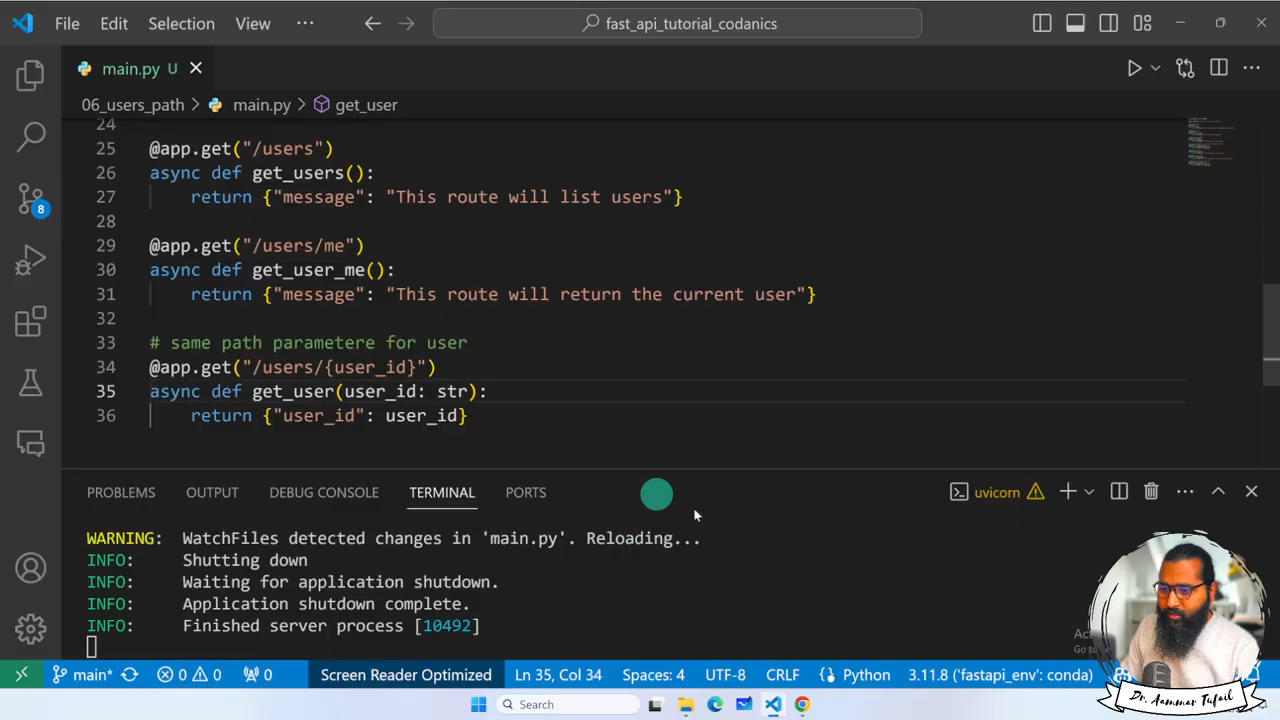 File Edit Selection View ··· fast_api_tutorial_codanics
main.py U
06_users_path > main.py > get_user
24
25 @app.get("/users")
26 async def get_users():
27 return {"message": "This route will list users"}
28
29 @app.get("/users/me")
30 async def get_user_me():
31 return {"message": "This route will return the current user"}
32
33 # same path parametere for user
34 @app.get("/users/{user_id}")
35 async def get_user(user_id: str):
36 return {"user_id": user_id}
8
PROBLEMS OUTPUT DEBUG CONSOLE TERMINAL PORTS uvicorn
WARNING: WatchFiles detected changes in 'main.py'. Reloading...
INFO: Shutting down
INFO: Waiting for application shutdown.
INFO: Application shutdown complete.
INFO: Finished server process [10492]
main* 0 0 0 Screen Reader Optimized Ln 35, Col 34 Spaces: 4 UTF-8 CRLF Python 3.11.8 ('fastapi_env': conda)
Dr. Aammar Tufail
Search